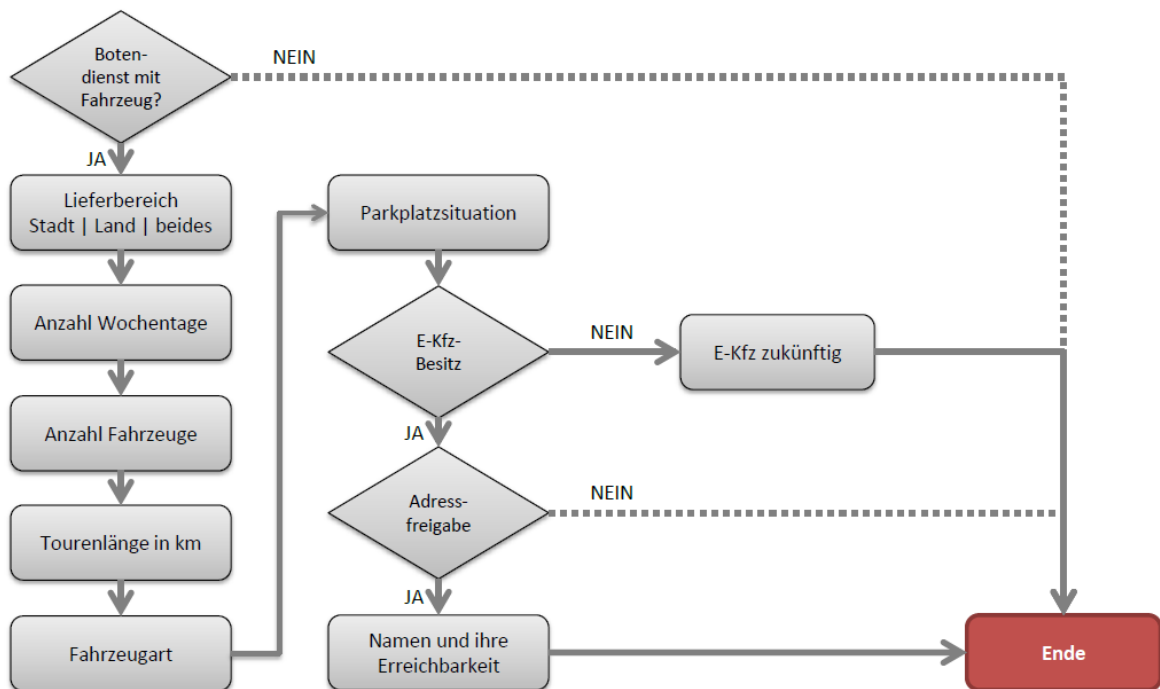 Boten-
dienst mit
Fahrzeug?
NEIN
JA
Lieferbereich
Stadt | Land | beides
Anzahl Wochentage
Anzahl Fahrzeuge
Tourenlänge in km
Fahrzeugart
Parkplatzsituation
E-Kfz-
Besitz
NEIN
E-Kfz zukünftig
JA
Adress-
freigabe
NEIN
JA
Namen und ihre
Erreichbarkeit
Ende